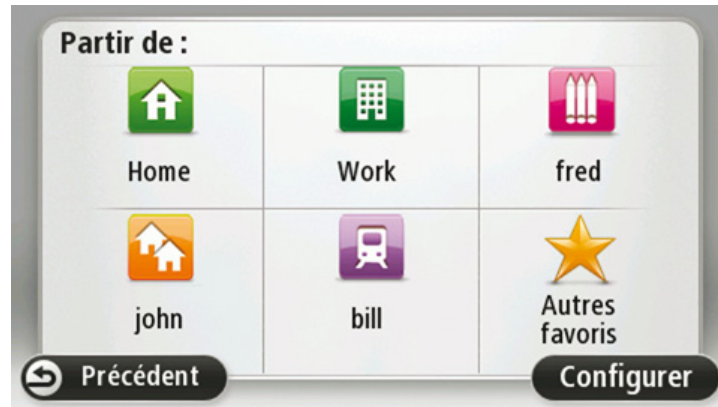 Partir de :
Home
Work
fred
john
bill
Autres
favoris
Précédent
Configurer